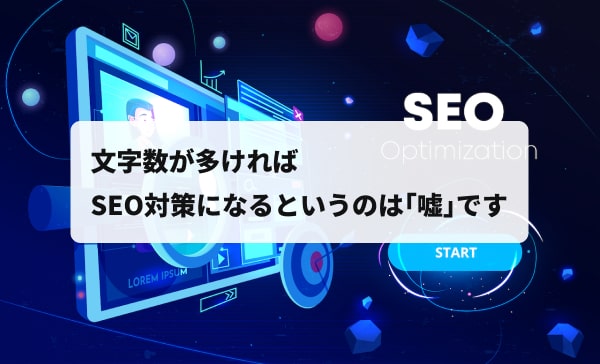 SEO
Optimization
文字数が多ければ
SEO対策になるというのは｢嘘｣です
START
LOREM IPSUM